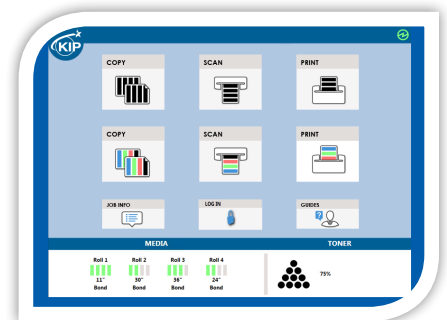 KIP
COPY SCAN PRINT
COPY SCAN PRINT
JOB INFO LOG IN GUIDES
?
MEDIA TONER
Roll 1 Roll 2 Roll 3 Roll 4
75%
11" 30" 36" 24"
Bond Bond Bond Bond